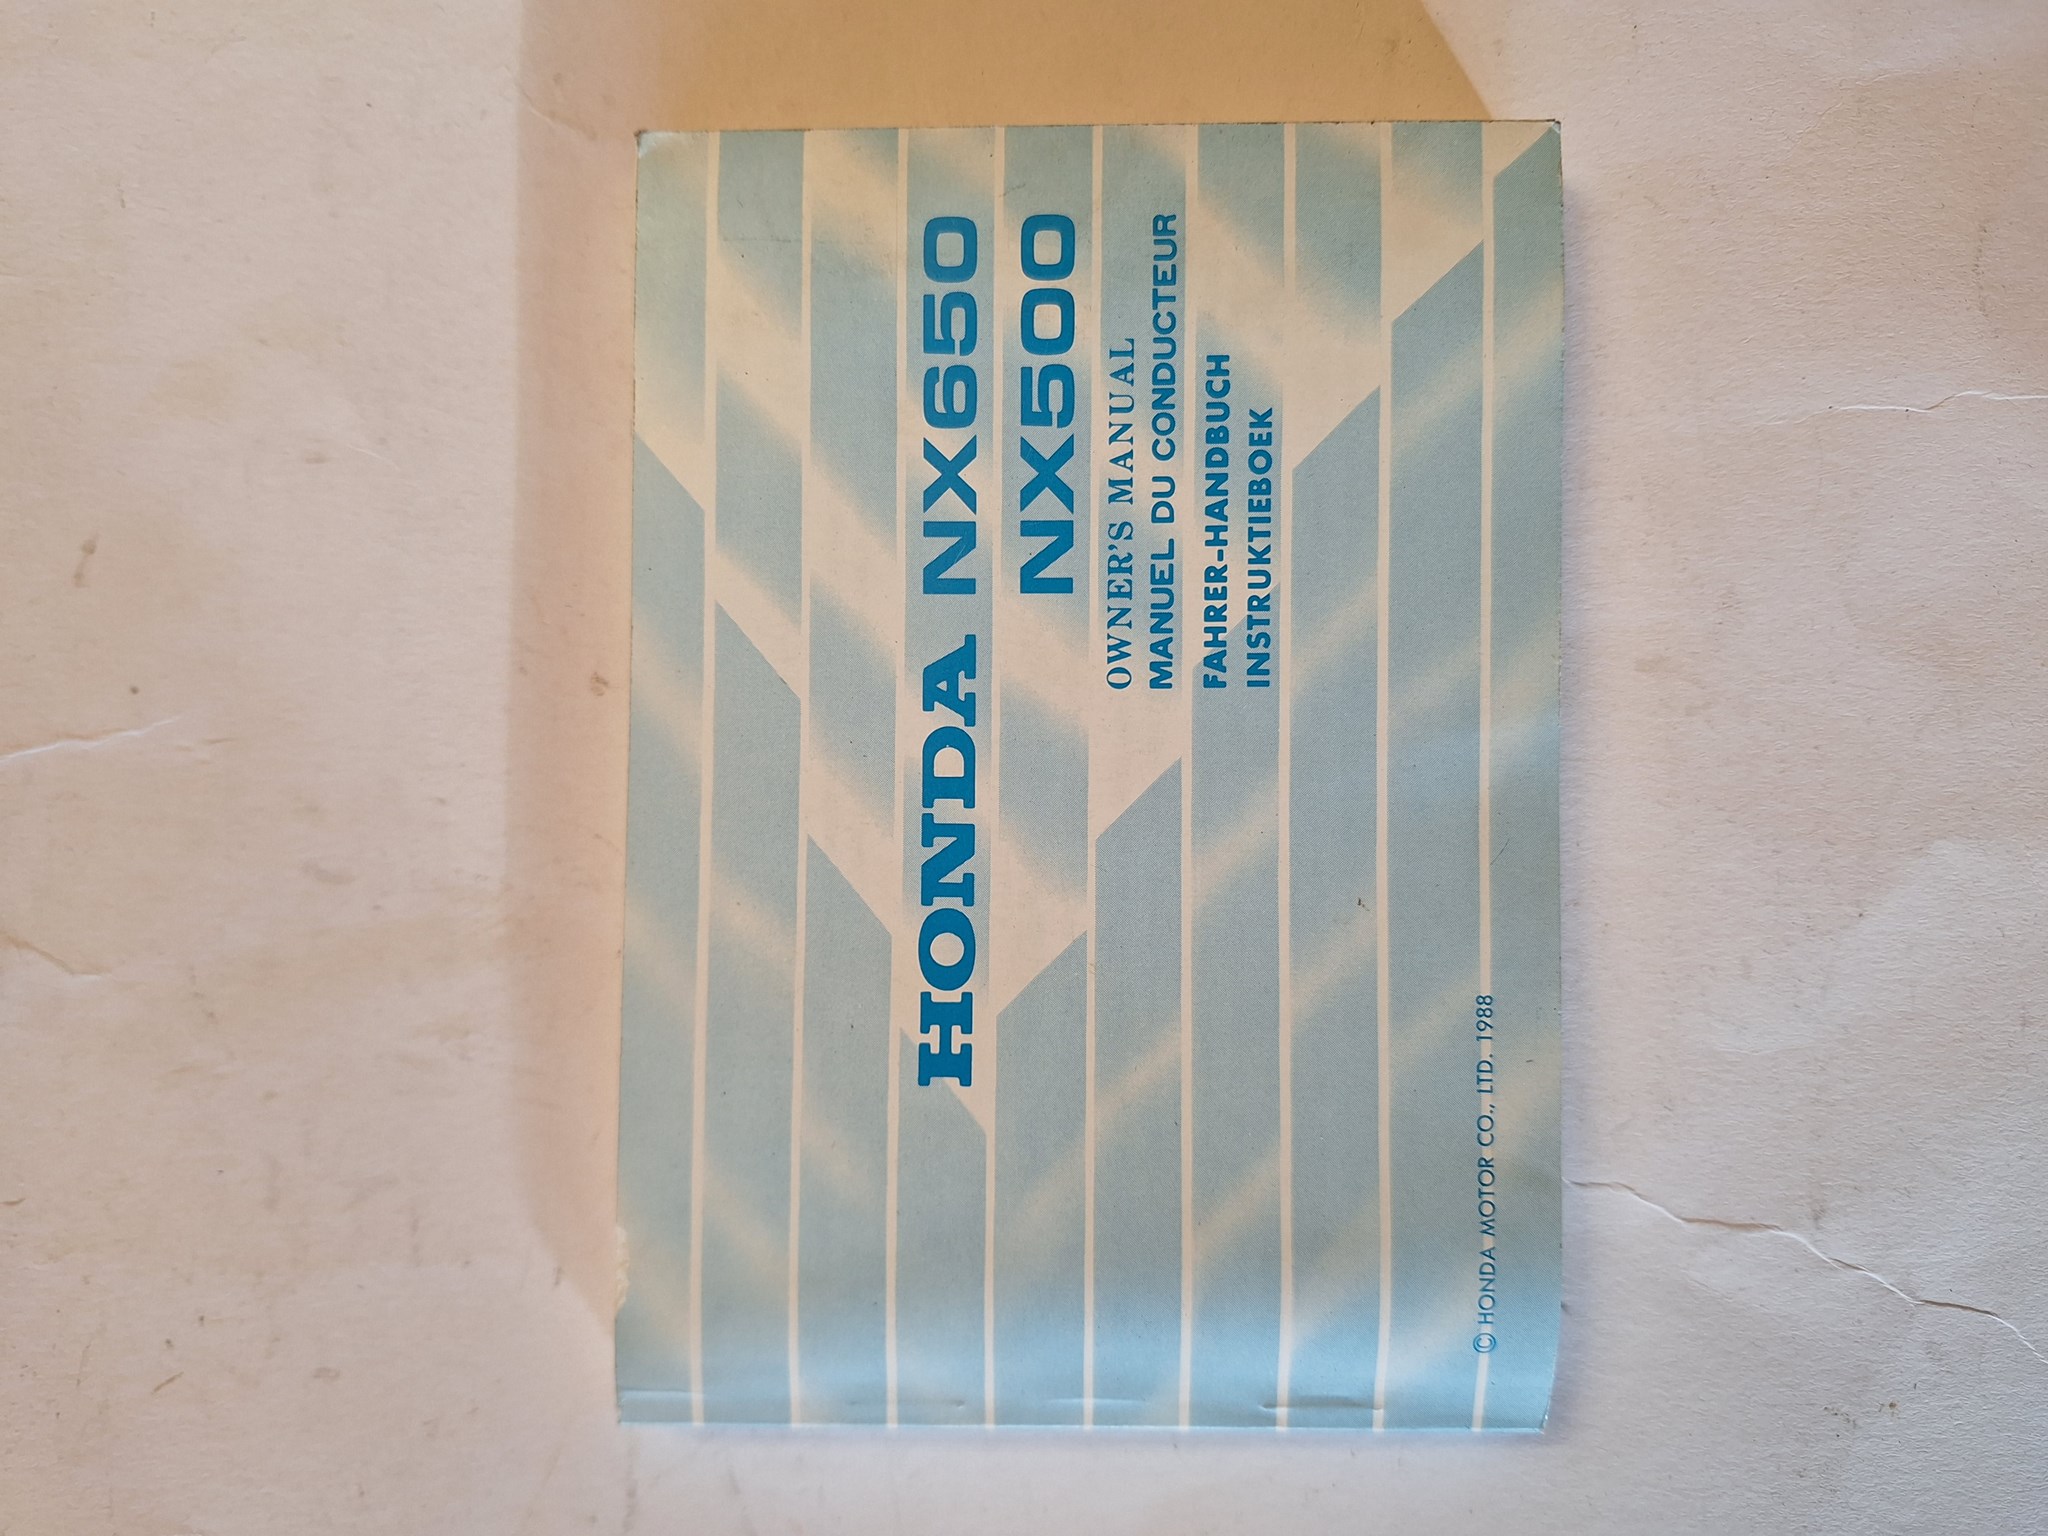 HONDA NX650
NX500
OWNER'S MANUAL
MANUEL DU CONDUCTEUR
FAHRER-HANDBUCH
INSTRUKTIEBOEK
© HONDA MOTOR CO., LTD. 1988